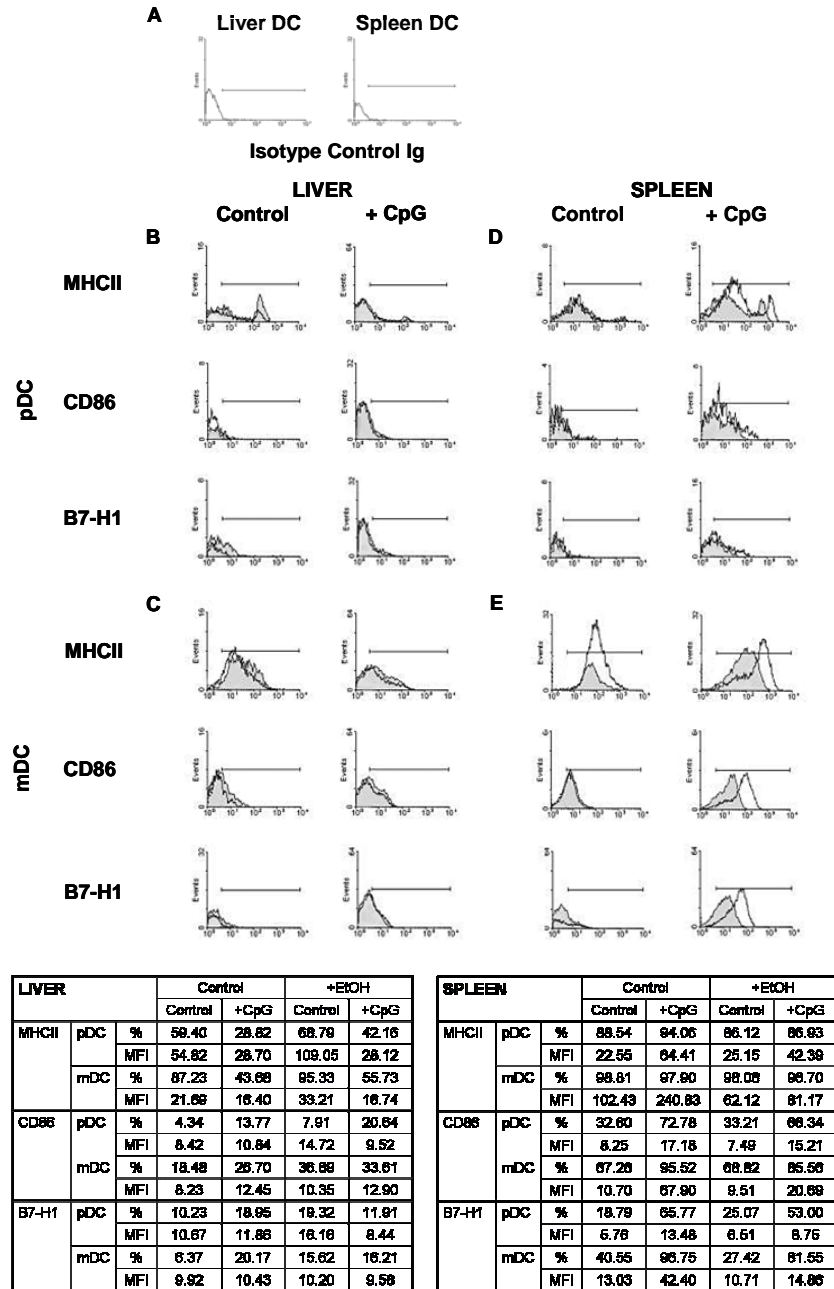 A
Liver DC
Spleen DC
Isotype Control Ig
LIVER
SPLEEN
Control
+ CpG
Control
+ CpG
B
D
MHCII
pDC
CD86
B7-H1
C
E
MHCII
mDC
CD86
B7-H1
LIVER Control +EtOH
Control +CpG Control +CpG
MHCII pDC % 59.40 28.82 68.79 42.16
MFI 54.82 28.70 109.05 28.12
mDC % 87.23 43.68 95.33 55.73
MFI 21.69 16.40 33.21 16.74
CD86 pDC % 4.34 13.77 7.91 20.64
MFI 8.42 10.84 14.72 9.52
mDC % 18.48 26.70 36.89 33.61
MFI 8.23 12.45 10.35 12.90
B7-H1 pDC % 10.23 18.95 19.32 11.91
MFI 10.67 11.86 16.16 8.44
mDC % 6.37 20.17 15.62 16.21
MFI 9.92 10.43 10.20 9.56
SPLEEN Control +EtOH
Control +CpG Control +CpG
MHCII pDC % 88.54 94.06 86.12 86.93
MFI 22.55 64.41 25.15 42.39
mDC % 98.81 97.90 98.08 96.70
MFI 102.43 240.83 62.12 81.17
CD86 pDC % 32.60 72.78 33.21 66.34
MFI 8.25 17.18 7.49 15.21
mDC % 67.26 95.52 68.82 85.56
MFI 10.70 67.90 9.51 20.69
B7-H1 pDC % 18.79 65.77 25.07 53.00
MFI 5.76 13.48 6.51 8.75
mDC % 40.55 96.75 27.42 81.55
MFI 13.03 42.40 10.71 14.86